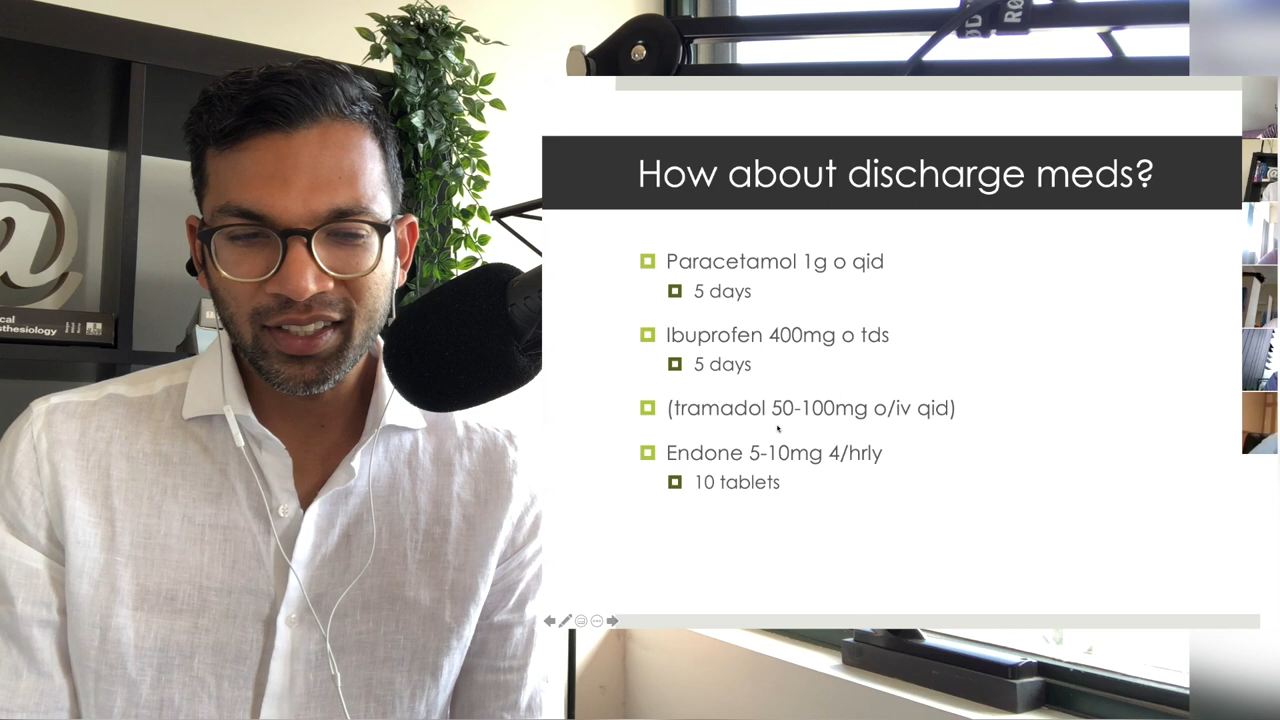 How about discharge meds?
Paracetamol 1g o qid
5 days
Ibuprofen 400mg o tds
5 days
(tramadol 50-100mg o/iv qid)
Endone 5-10mg 4/hrly
10 tablets
@